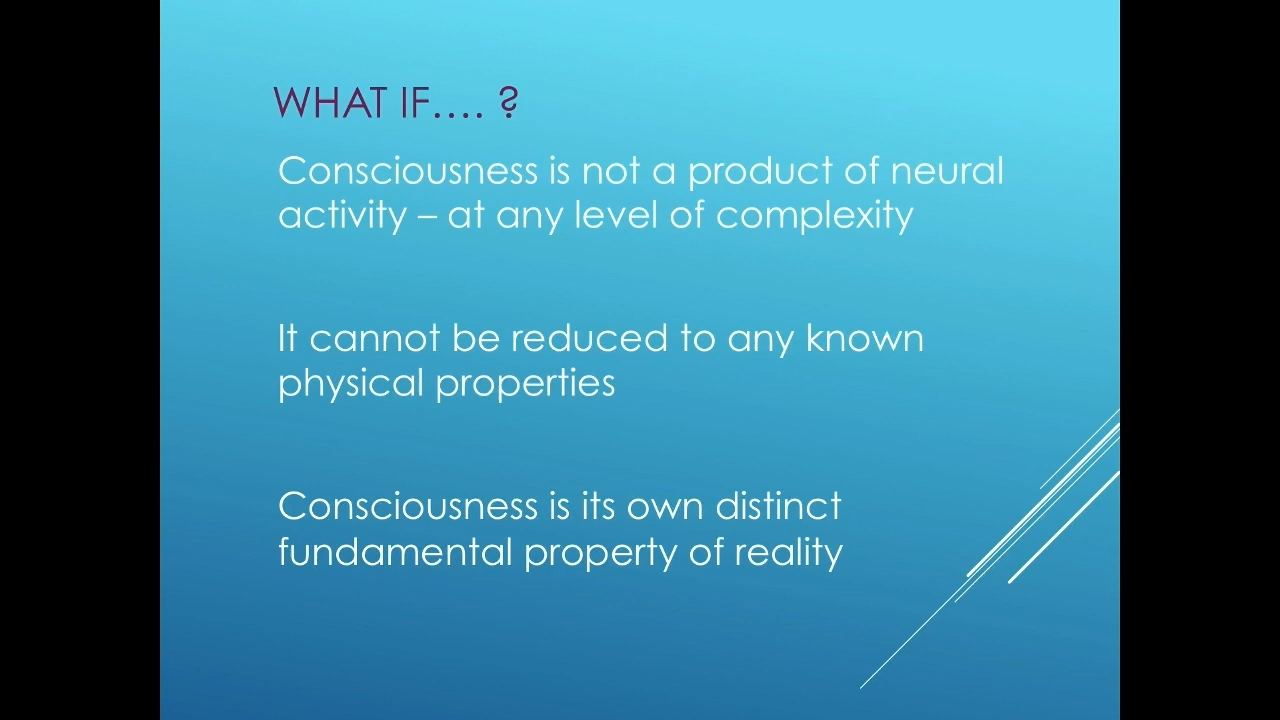 WHAT IF.... ?
Consciousness is not a product of neural
activity – at any level of complexity
It cannot be reduced to any known
physical properties
Consciousness is its own distinct
fundamental property of reality